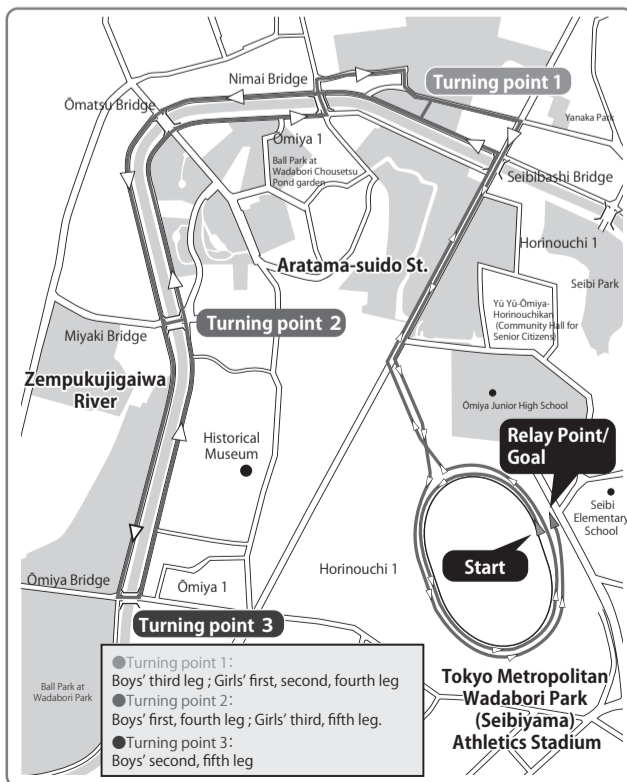 Nimai Bridge
Turning point 1
Ōmatsu Bridge
Yanaka Park
Ōmiya 1
Ball Park at
Wadabori Chousetsu
Pond garden
Seibibashi Bridge
Horinouchi 1
Aratama-suido St.
Seibi Park
Yū Yū-Ōmiya-
Horinouchikan
(Community Hall for
Senior Citizens)
Turning point 2
Miyaki Bridge
Zempukujigaiwa
River
Ōmiya Junior High School
Relay Point/
Goal
Historical
Museum
Seibi
Elementary
School
Start
Ōmiya Bridge
Ōmiya 1
Horinouchi 1
Turning point 3
Ball Park at
Wadabori Park
Tokyo Metropolitan
Wadabori Park
(Seibiyama)
Athletics Stadium
●Turning point 1:
Boys' third leg ; Girls' first, second, fourth leg
●Turning point 2:
Boys' first, fourth leg ; Girls' third, fifth leg.
●Turning point 3:
Boys' second, fifth leg